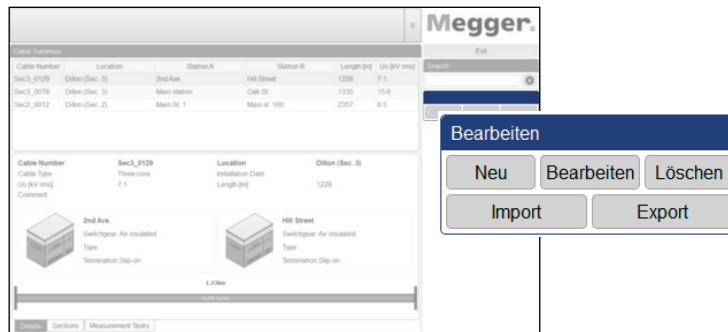 0
Megger.
Cable Summary
Exit
Cable Number Location Station A Station B Length [m] Uo [kV rms]
Search
Sec3_0129 Dillon (Sec. 3) 2nd Ave. Hill Street 1228 7.1
Sec3_0078 Dillon (Sec. 3) Main station Oak St. 1335 15.6
Sec2_0012 Dillon (Sec. 2) Main St. 1 Main st. 160 2357 8.5
Bearbeiten
Neu Bearbeiten Löschen
Import Export
Cable Number Sec3_0129 Location Dillon (Sec. 3)
Cable Type Three-core Installation Date
Uo [kV rms] 7.1 Length [m] 1228
Comment
2nd Ave. Hill Street
Switchgear Air insulated Switchgear Air insulated
Type Type
Termination Slip-on Termination Slip-on
1.23km
Details Sections Measurement Tasks